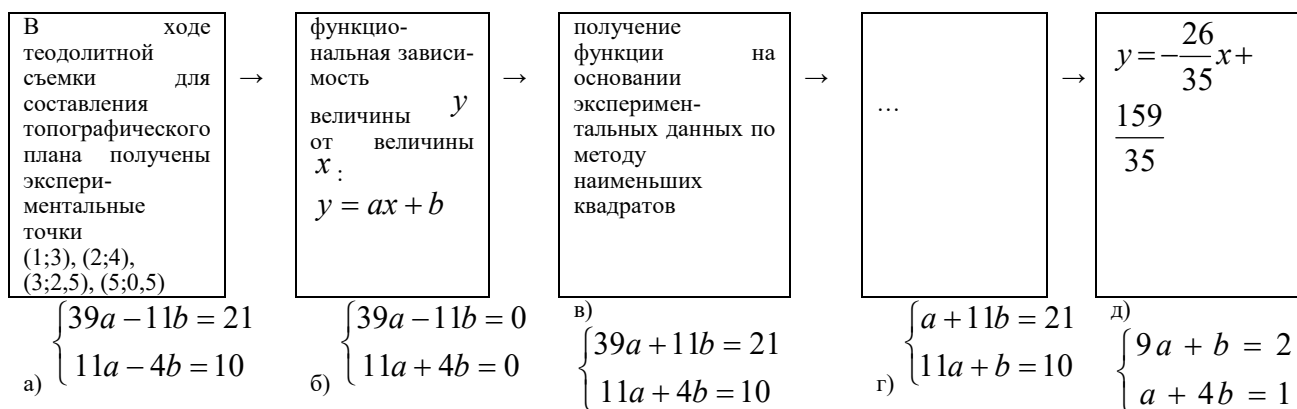 В ходе
теодолитной
съемки для
составления
топографического
плана получены
экспери-
ментальные
точки
(1;3), (2;4),
(3;2,5), (5;0,5)
→
функцио-
нальная зависи-
мость
величины y
от величины
x :
y = ax + b
→
получение
функции на
основании
эксперимен-
тальных данных по
методу
наименьших
квадратов
→
…
→
y = −26/35 x +
159/35
а) {39a − 11b = 21
11a − 4b = 10
б) {39a − 11b = 0
11a + 4b = 0
в)
{39a + 11b = 21
11a + 4b = 10
г) {a + 11b = 21
11a + b = 10
д)
{9a + b = 2
a + 4b = 1